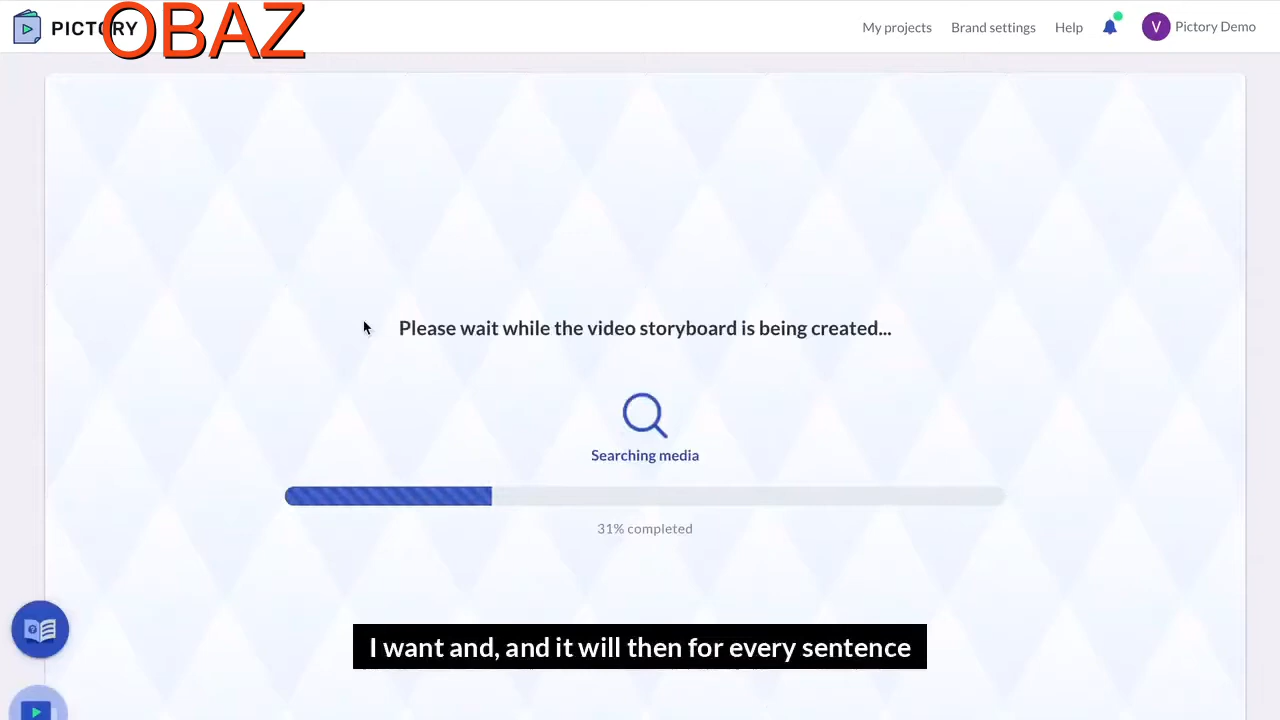 PICTORY
OBAZ
My projects
Brand settings
Help
V
Pictory Demo
Please wait while the video storyboard is being created...
Searching media
31% completed
I want and, and it will then for every sentence